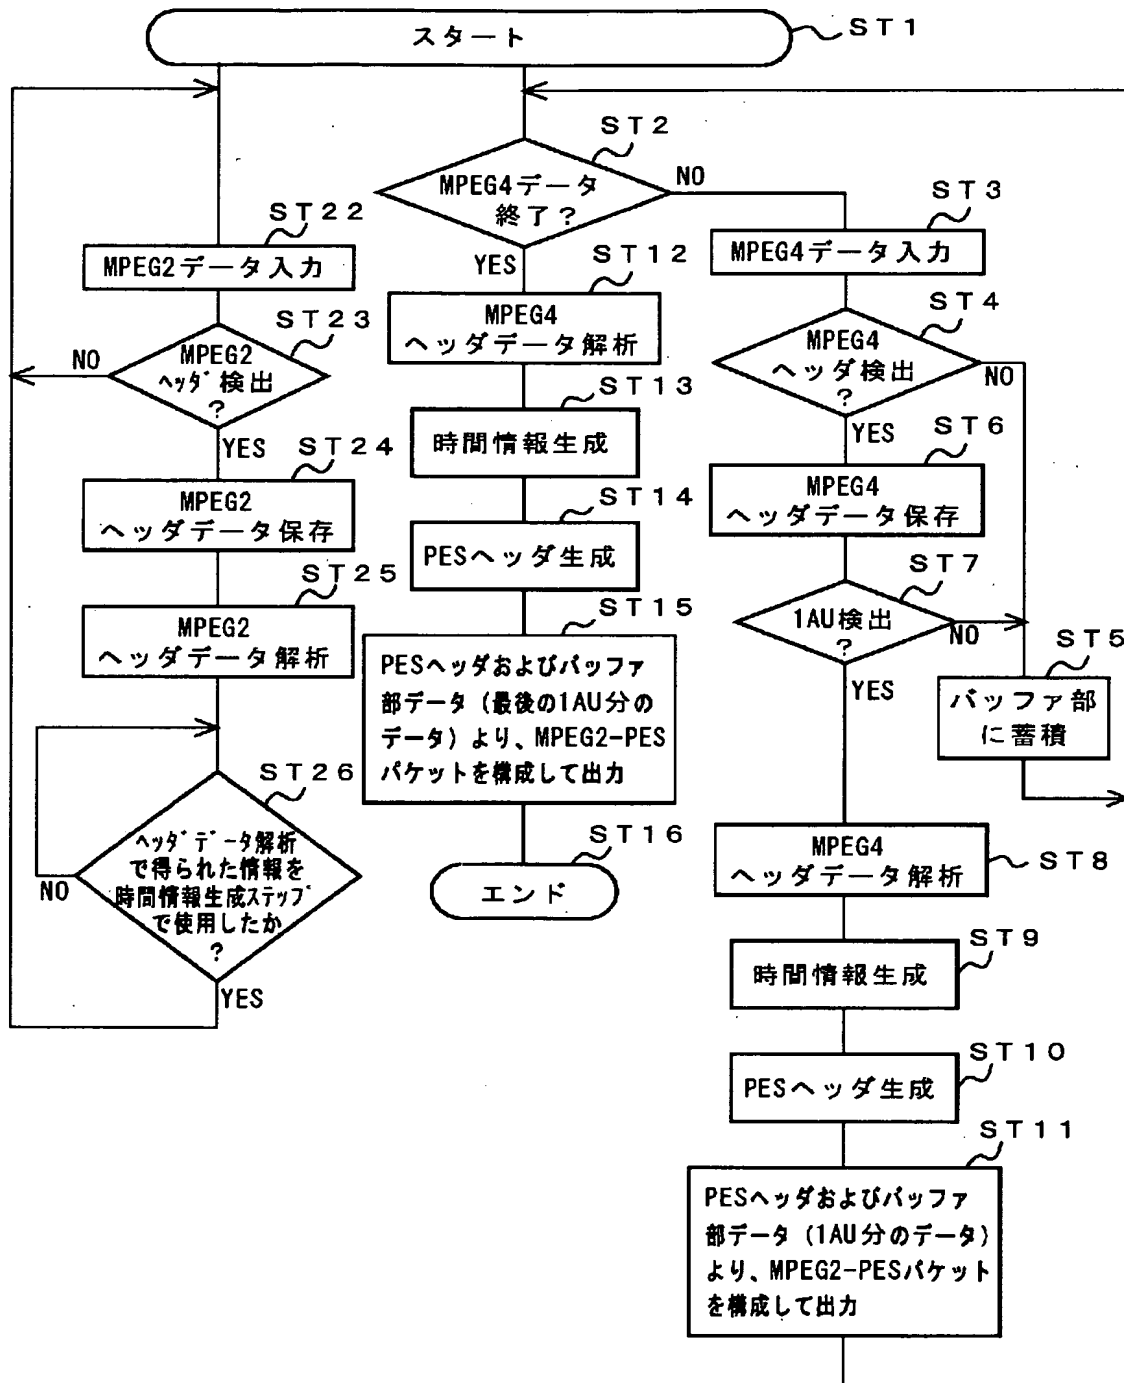 スタート
ST1
ST2
MPEG4データ
終了?
NO
YES
ST22
MPEG2データ入力
ST23
MPEG2
ヘッダ検出
?
NO
YES
ST24
MPEG2
ヘッダデータ保存
ST25
MPEG2
ヘッダデータ解析
ST26
ヘッダデータ解析
で得られた情報を
時間情報生成ステップ
で使用したか
?
NO
YES
ST12
MPEG4
ヘッダデータ解析
ST13
時間情報生成
ST14
PESヘッダ生成
ST15
PESヘッダおよびバッファ
部データ(最後の1AU分の
データ)より、MPEG2-PES
パケットを構成して出力
ST16
エンド
ST3
MPEG4データ入力
ST4
MPEG4
ヘッダ検出
?
NO
YES
ST6
MPEG4
ヘッダデータ保存
ST7
1AU検出
?
NO
YES
ST5
バッファ部
に蓄積
ST8
MPEG4
ヘッダデータ解析
ST9
時間情報生成
ST10
PESヘッダ生成
ST11
PESヘッダおよびバッファ
部データ(1AU分のデータ)
より、MPEG2-PESパケット
を構成して出力